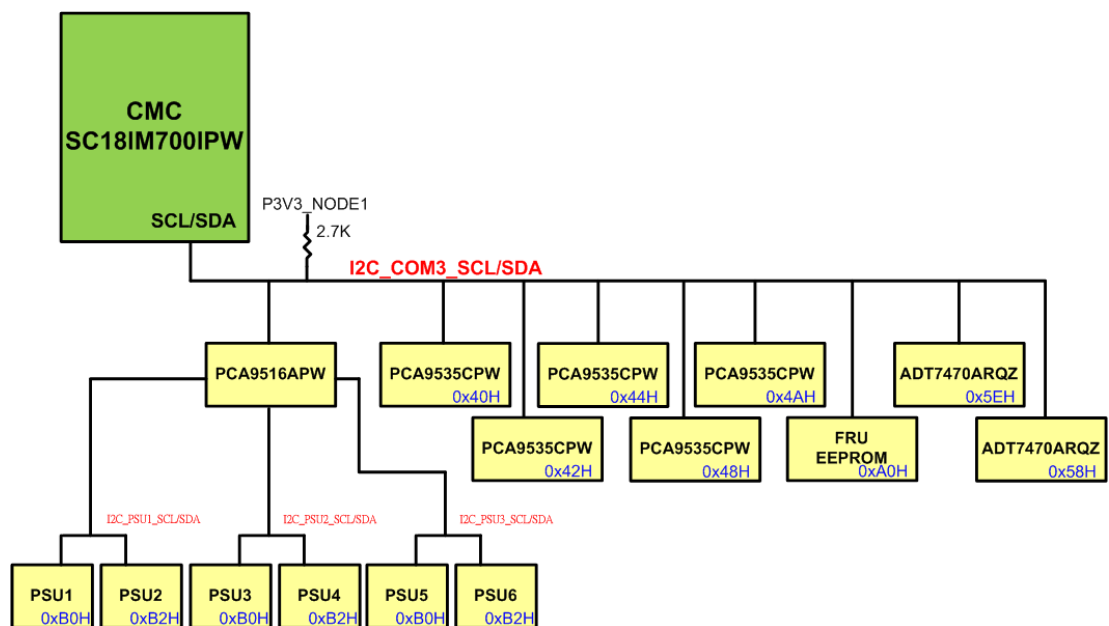 CMC
SC18IM700IPW
SCL/SDA
P3V3_NODE1
2.7K
I2C_COM3_SCL/SDA
PCA9516APW
PCA9535CPW
0x40H
PCA9535CPW
0x44H
PCA9535CPW
0x4AH
ADT7470ARQZ
0x5EH
PCA9535CPW
0x42H
PCA9535CPW
0x48H
FRU
EEPROM
0xA0H
ADT7470ARQZ
0x58H
I2C_PSU1_SCL/SDA
I2C_PSU2_SCL/SDA
I2C_PSU3_SCL/SDA
PSU1
0xB0H
PSU2
0xB2H
PSU3
0xB0H
PSU4
0xB2H
PSU5
0xB0H
PSU6
0xB2H